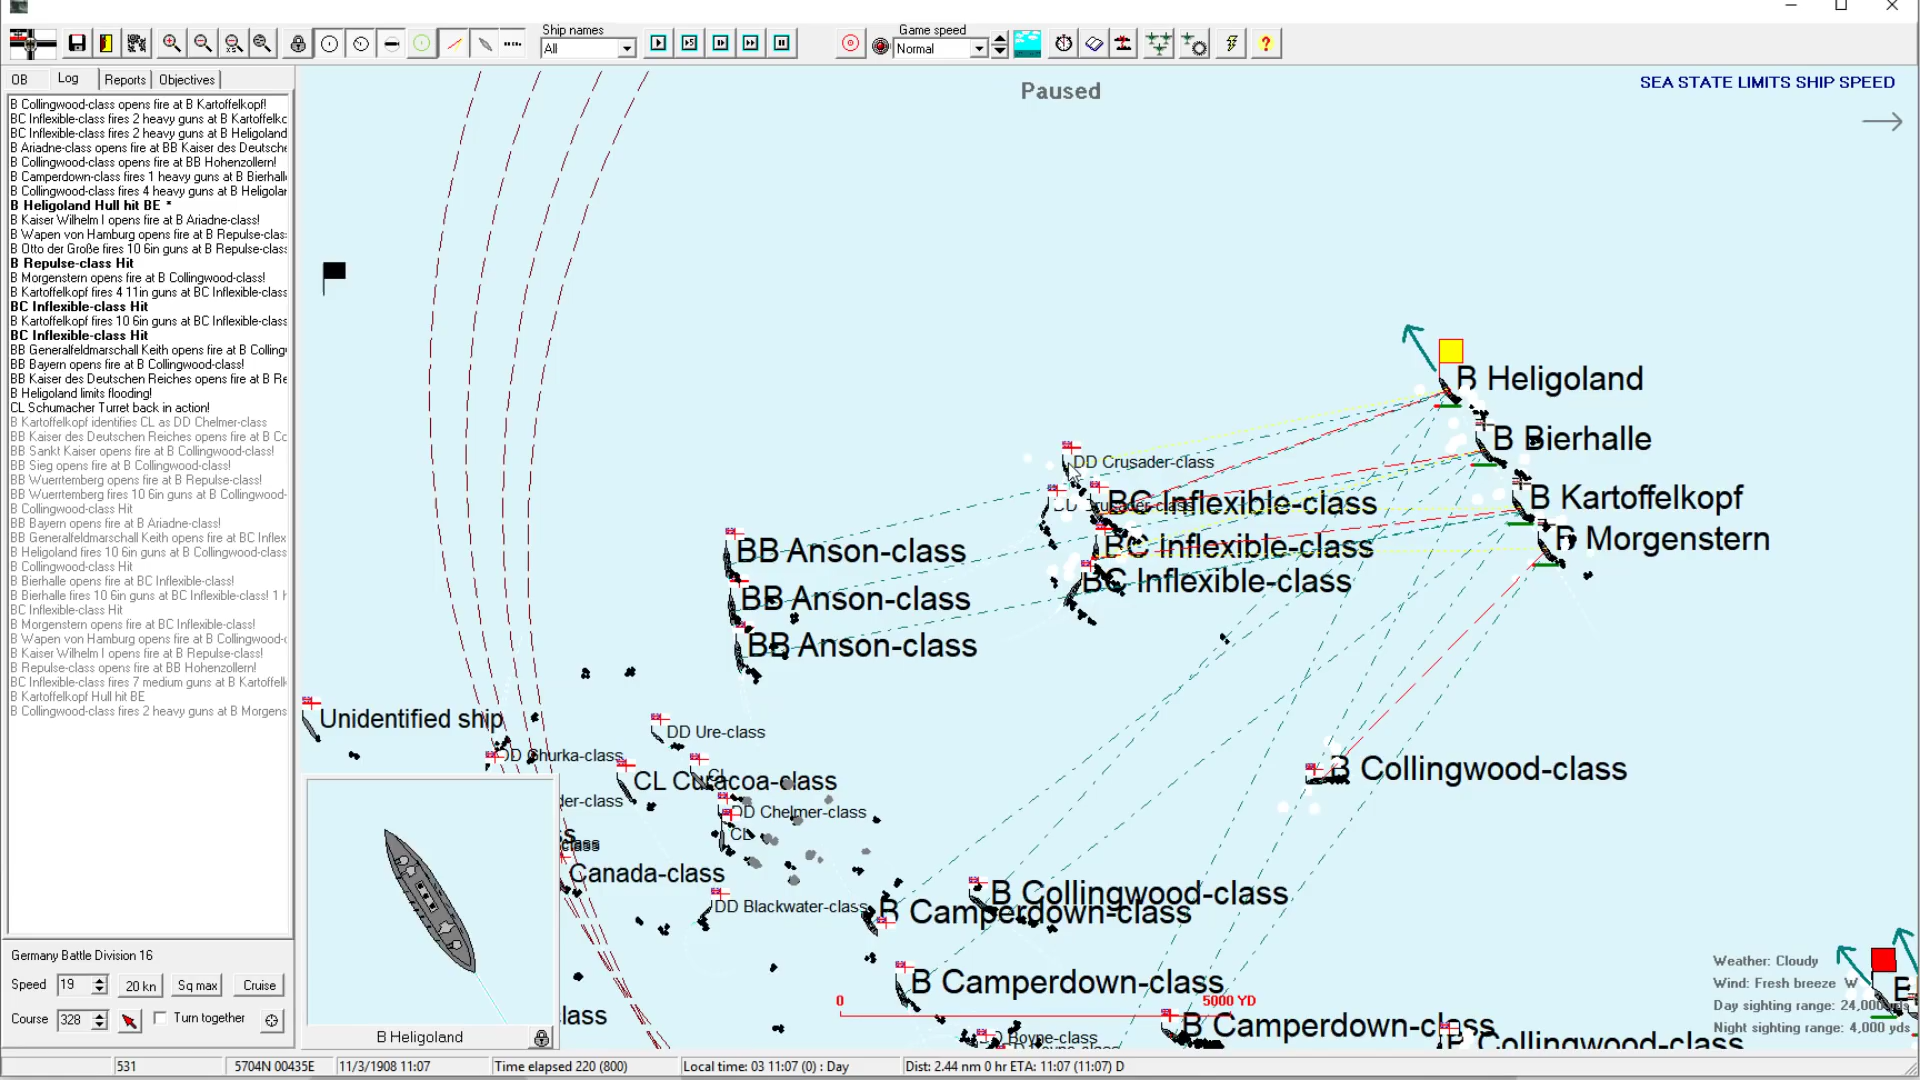 Ship names
All
Game speed
Normal
OB
Log
Reports
Objectives
B Collingwood-class opens fire at B Kartoffelkopf!
BC Inflexible-class fires 2 heavy guns at B Kartoffelko
BC Inflexible-class fires 2 heavy guns at B Heligoland
B Ariadne-class opens fire at BB Kaiser des Deutsche
B Collingwood-class opens fire at BB Hohenzollern!
B Camperdown-class fires 1 heavy guns at B Bierhall
B Collingwood-class fires 4 heavy guns at B Heligolar
B Heligoland Hull hit BE *
B Kaiser Wilhelm I opens fire at B Ariadne-class!
B Wapen von Hamburg opens fire at B Repulse-clas
B Otto der Große fires 10 6in guns at B Repulse-class
B Repulse-class Hit
B Morgenstern opens fire at B Collingwood-class!
B Kartoffelkopf fires 4 11in guns at BC Inflexible-class
BC Inflexible-class Hit
B Kartoffelkopf fires 10 6in guns at BC Inflexible-class
BC Inflexible-class Hit
BB Generalfeldmarschall Keith opens fire at B Colling
BB Bayern opens fire at B Collingwood-class!
BB Kaiser des Deutschen Reiches opens fire at B Re
B Heligoland limits flooding!
CL Schumacher Turret back in action!
B Kartoffelkopf identifies CL as DD Chelmer-class
BB Kaiser des Deutschen Reiches opens fire at B Cc
BB Sankt Kaiser opens fire at B Collingwood-class!
BB Sieg opens fire at B Collingwood-class!
BB Wuerrtemberg opens fire at B Repulse-class!
BB Wuerrtemberg fires 10 6in guns at B Collingwood-
B Collingwood-class Hit
BB Bayern opens fire at B Ariadne-class!
BB Generalfeldmarschall Keith opens fire at BC Inflex
B Heligoland fires 10 6in guns at B Collingwood-class
B Collingwood-class Hit
B Bierhalle opens fire at BC Inflexible-class!
B Bierhalle fires 10 6in guns at BC Inflexible-class! 1 h
BC Inflexible-class Hit
B Morgenstern opens fire at BC Inflexible-class!
B Wapen von Hamburg opens fire at B Collingwood-c
B Kaiser Wilhelm I opens fire at B Repulse-class!
B Repulse-class opens fire at BB Hohenzollern!
BC Inflexible-class fires 7 medium guns at B Kartoffelk
B Kartoffelkopf Hull hit BE
B Collingwood-class fires 2 heavy guns at B Morgens
Paused
SEA STATE LIMITS SHIP SPEED
B Heligoland
B Bierhalle
DD Crusader-class
B Kartoffelkopf
BC Inflexible-class
Morgenstern
BC Inflexible-class
BB Anson-class
BC Inflexible-class
BB Anson-class
BB Anson-class
Unidentified ship
DD Ure-class
DD Ghurka-class
CL Curacoa-class
B Collingwood-class
der-class
DD Chelmer-class
CL
class
Canada-class
B Collingwood-class
DD Blackwater-class
B Camperdown-class
B Camperdown-class
0
5000 YD
lass
B Camperdown-class
Boyne-class
Collingwood-class
Weather: Cloudy
Wind: Fresh breeze W
Day sighting range: 24,000 yds
Night sighting range: 4,000 yds
B Heligoland
Germany Battle Division 16
Speed 19 20 kn Sq max Cruise
Course 328 Turn together
531
5704N 00435E
11/3/1908 11:07
Time elapsed 220 (800)
Local time: 03 11:07 (0) : Day
Dist: 2.44 nm 0 hr ETA: 11:07 (11:07) D